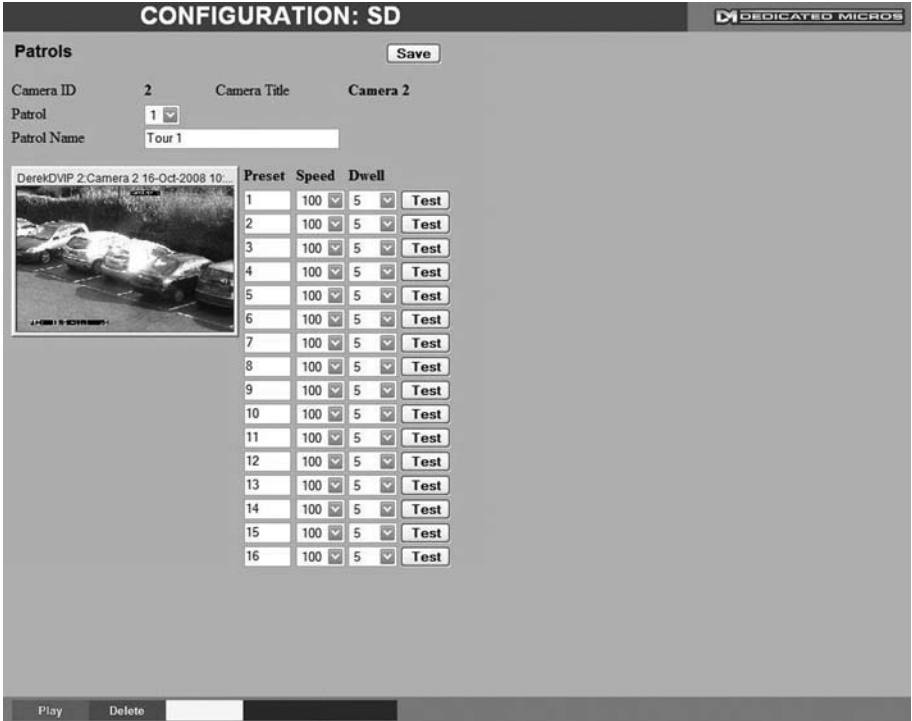 CONFIGURATION: SD
DEDICATED MICROS
Patrols
Save
Camera ID 2 Camera Title Camera 2
Patrol 1
Patrol Name Tour 1
DerekDVIP 2:Camera 2 16-Oct-2008 10:...
Preset Speed Dwell
1 100 5 Test
2 100 5 Test
3 100 5 Test
4 100 5 Test
5 100 5 Test
6 100 5 Test
7 100 5 Test
8 100 5 Test
9 100 5 Test
10 100 5 Test
11 100 5 Test
12 100 5 Test
13 100 5 Test
14 100 5 Test
15 100 5 Test
16 100 5 Test
Play Delete